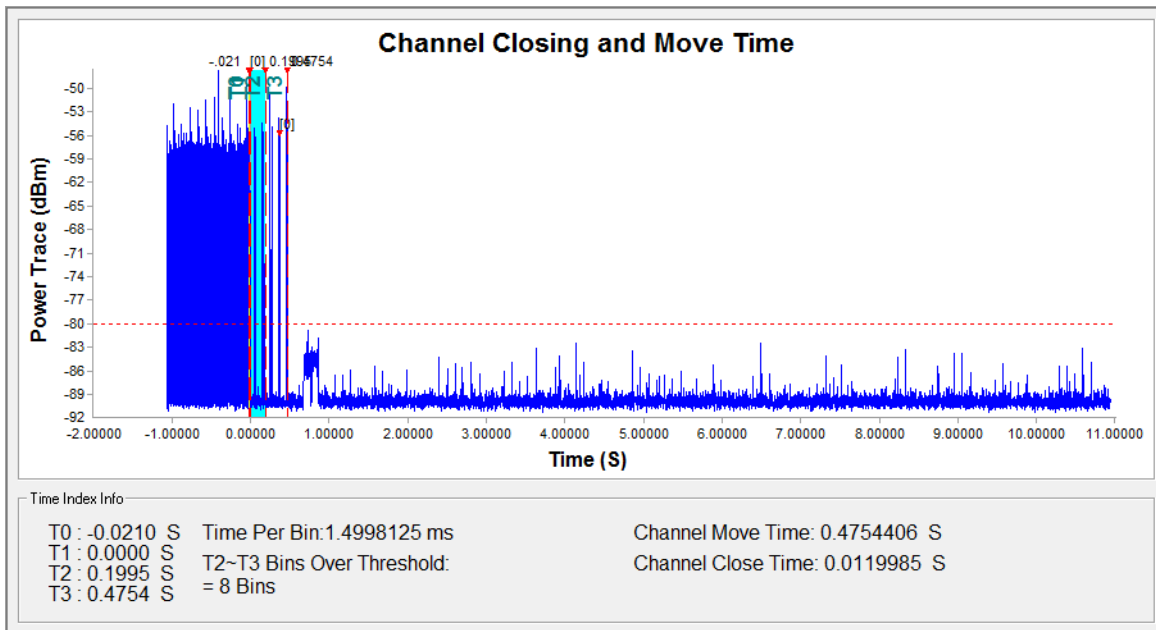 Channel Closing and Move Time
-.021 [0] 0.1995 0.4754
T0 T2 T3
[0]
Power Trace (dBm)
-50
-53
-56
-59
-62
-65
-68
-71
-74
-77
-80
-83
-86
-89
-92
-2.00000 -1.00000 0.00000 1.00000 2.00000 3.00000 4.00000 5.00000 6.00000 7.00000 8.00000 9.00000 10.00000 11.00000
Time (S)
Time Index Info
T0 : -0.0210 S
T1 : 0.0000 S
T2 : 0.1995 S
T3 : 0.4754 S
Time Per Bin:1.4998125 ms
T2~T3 Bins Over Threshold:
= 8 Bins
Channel Move Time: 0.4754406 S
Channel Close Time: 0.0119985 S